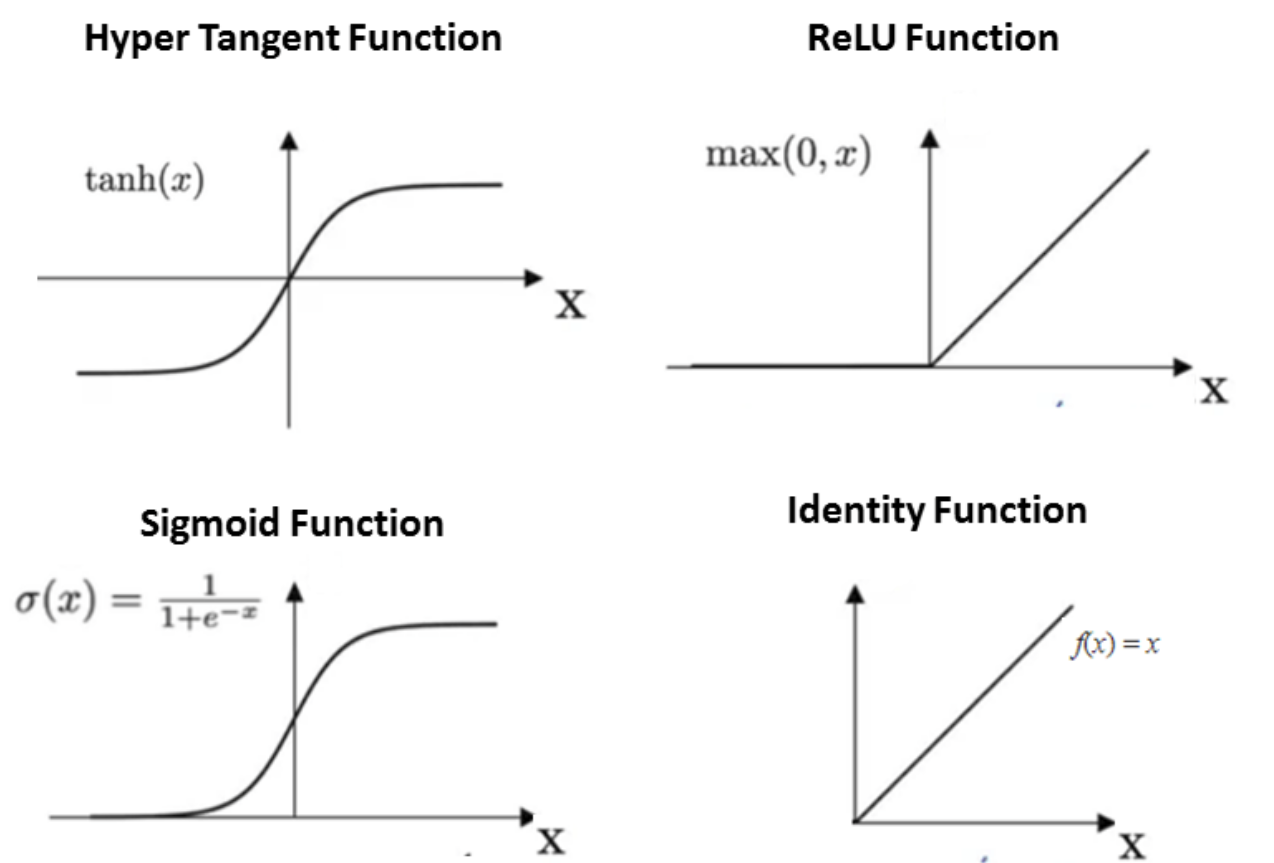 Hyper Tangent Function
tanh(x)
X
ReLU Function
max(0, x)
X
Sigmoid Function
σ(x) = 1/(1+e^{-x})
X
Identity Function
f(x) = x
X